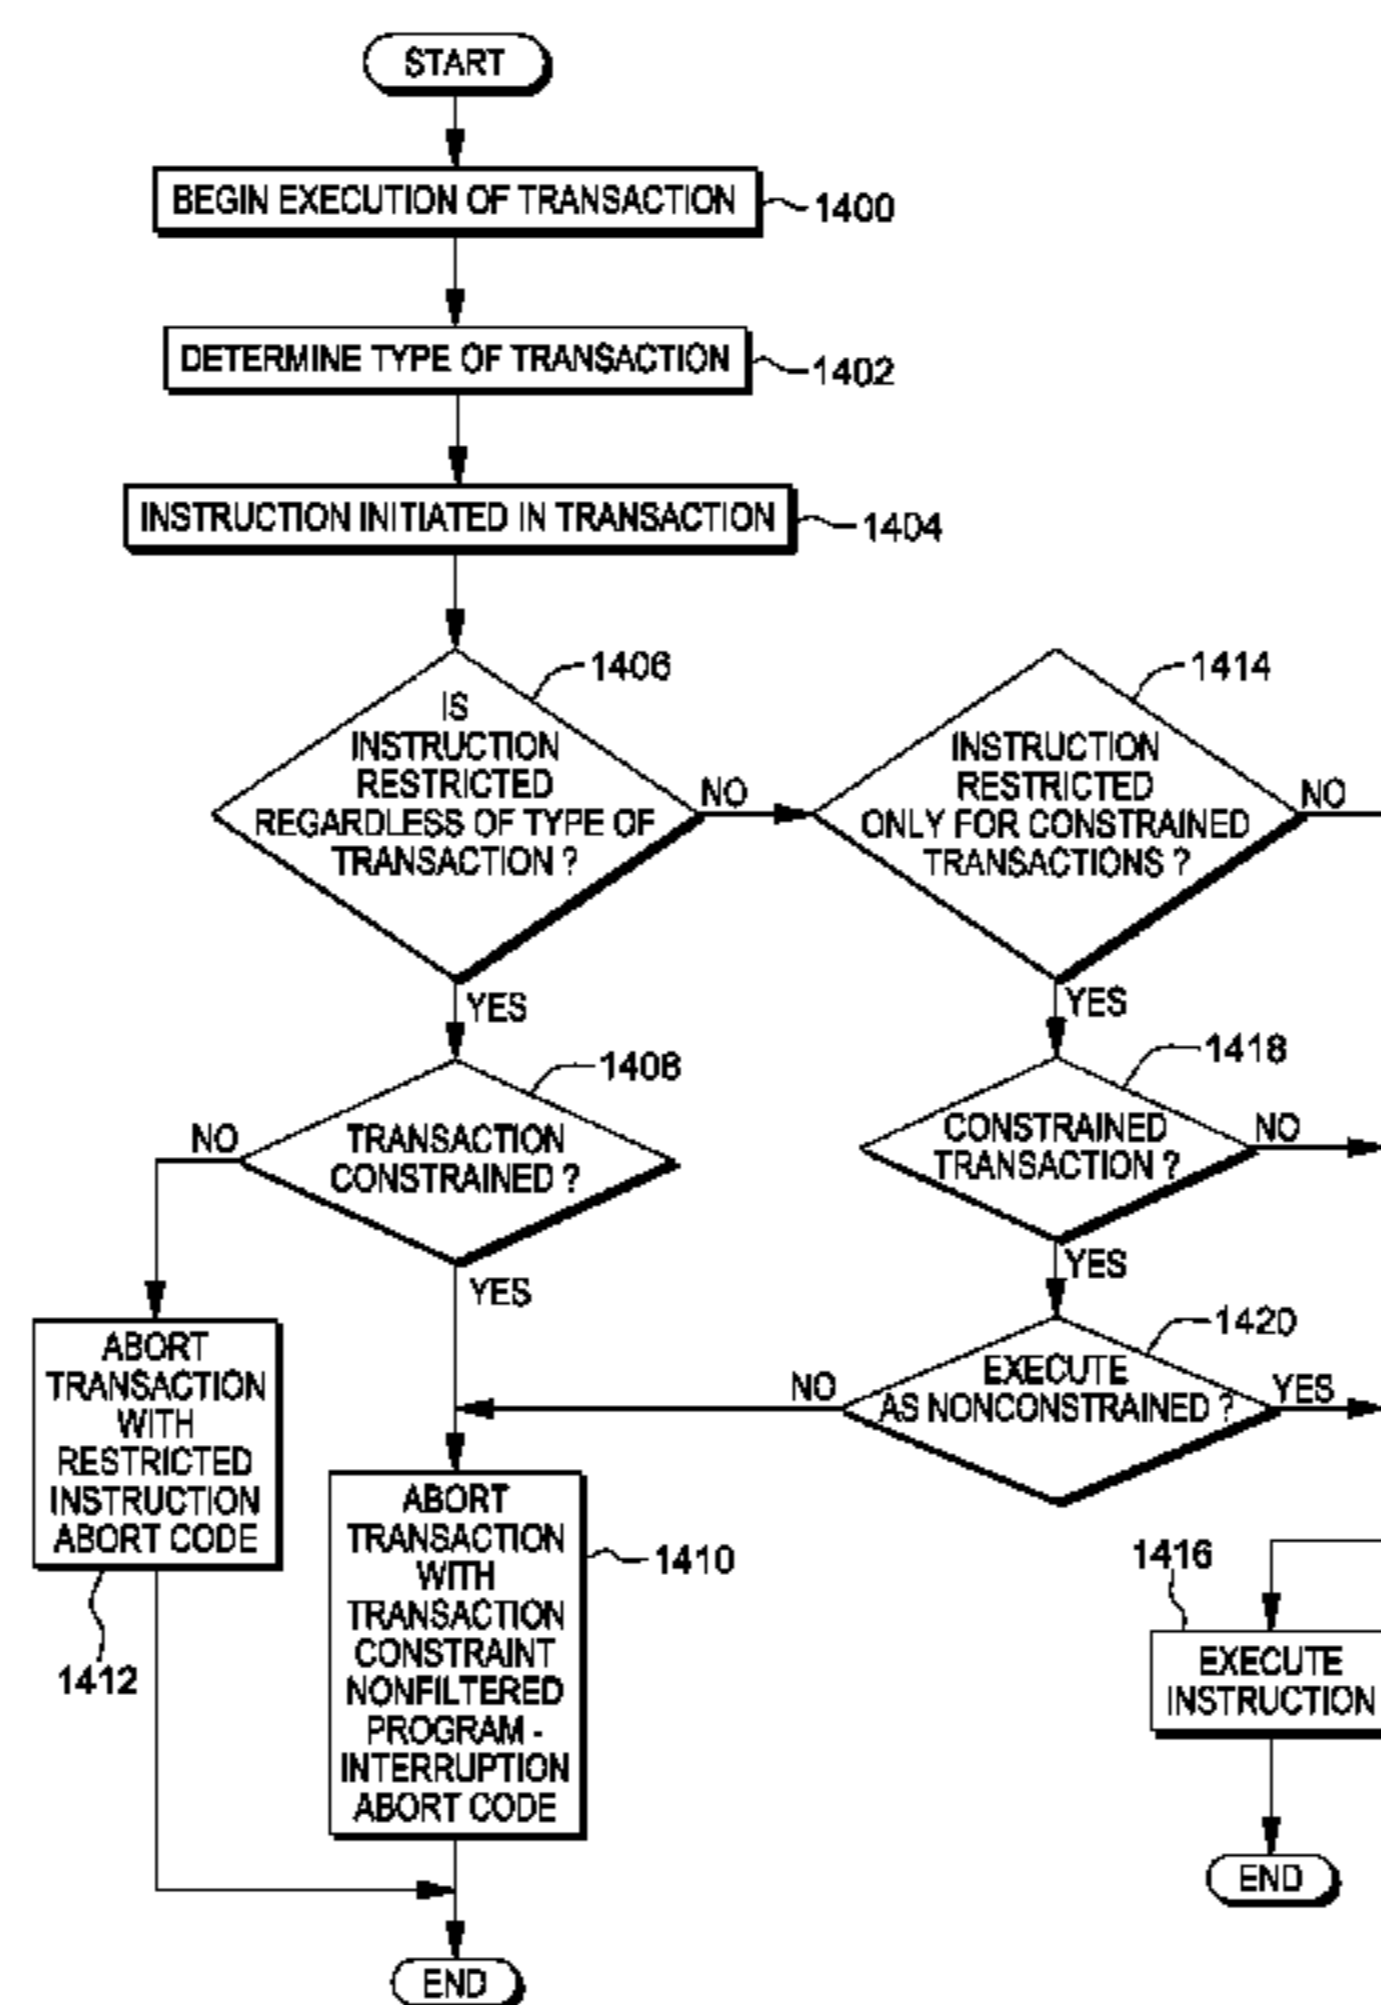 START
BEGIN EXECUTION OF TRANSACTION
1400
DETERMINE TYPE OF TRANSACTION
1402
INSTRUCTION INITIATED IN TRANSACTION
1404
1406
IS
INSTRUCTION
RESTRICTED
REGARDLESS OF TYPE OF
TRANSACTION ?
NO
YES
1414
INSTRUCTION
RESTRICTED
ONLY FOR CONSTRAINED
TRANSACTIONS ?
NO
YES
1408
TRANSACTION
CONSTRAINED ?
NO
YES
1418
CONSTRAINED
TRANSACTION ?
NO
YES
1420
EXECUTE
AS NONCONSTRAINED ?
NO
YES
ABORT
TRANSACTION
WITH
RESTRICTED
INSTRUCTION
ABORT CODE
1412
ABORT
TRANSACTION
WITH
TRANSACTION
CONSTRAINT
NONFILTERED
PROGRAM -
INTERRUPTION
ABORT CODE
1410
1416
EXECUTE
INSTRUCTION
END
END